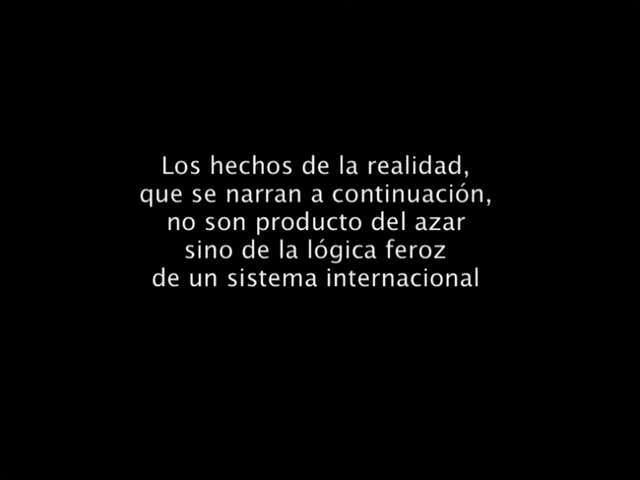 Los hechos de la realidad,
que se narran a continuación,
no son producto del azar
sino de la lógica feroz
de un sistema internacional